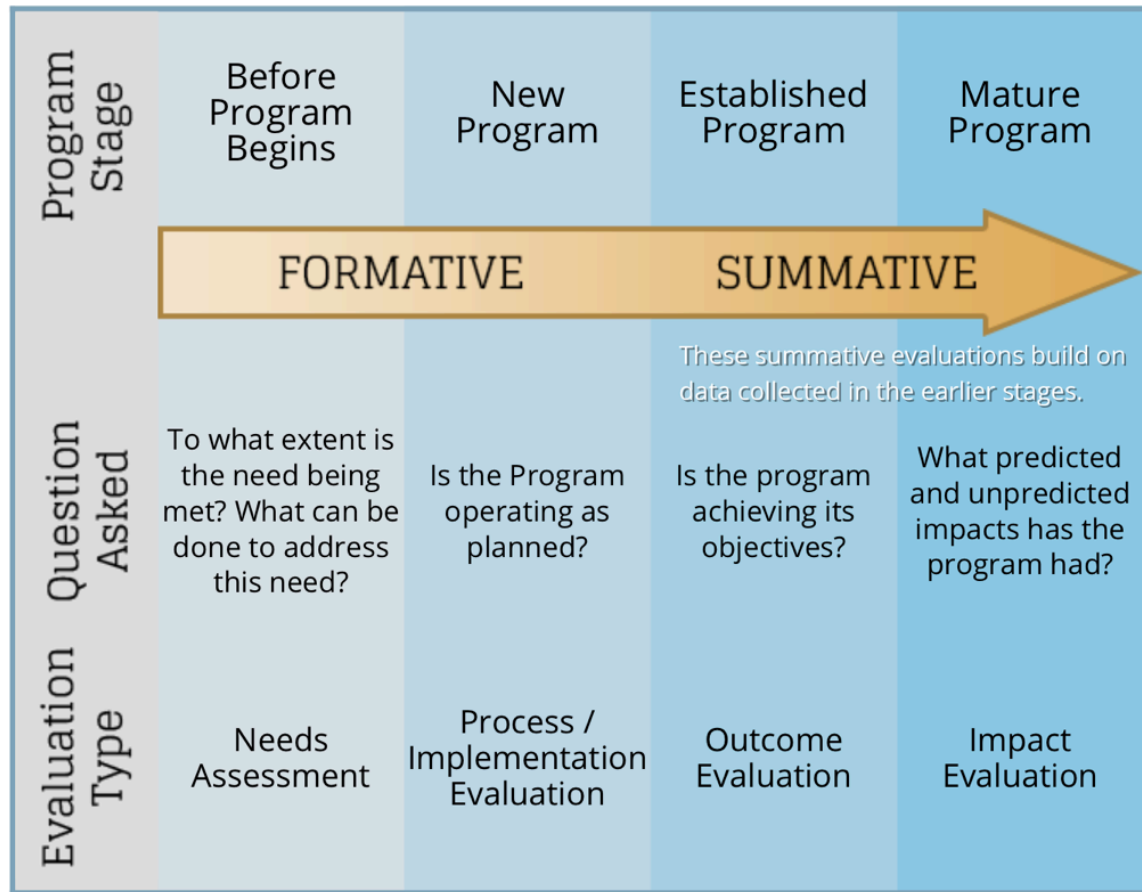 Program
Stage
Before
Program
Begins
New
Program
Established
Program
Mature
Program
FORMATIVE
SUMMATIVE
These summative evaluations build on
data collected in the earlier stages.
Question
Asked
To what extent is
the need being
met? What can be
done to address
this need?
Is the Program
operating as
planned?
Is the program
achieving its
objectives?
What predicted
and unpredicted
impacts has the
program had?
Evaluation
Type
Needs
Assessment
Process /
Implementation
Evaluation
Outcome
Evaluation
Impact
Evaluation